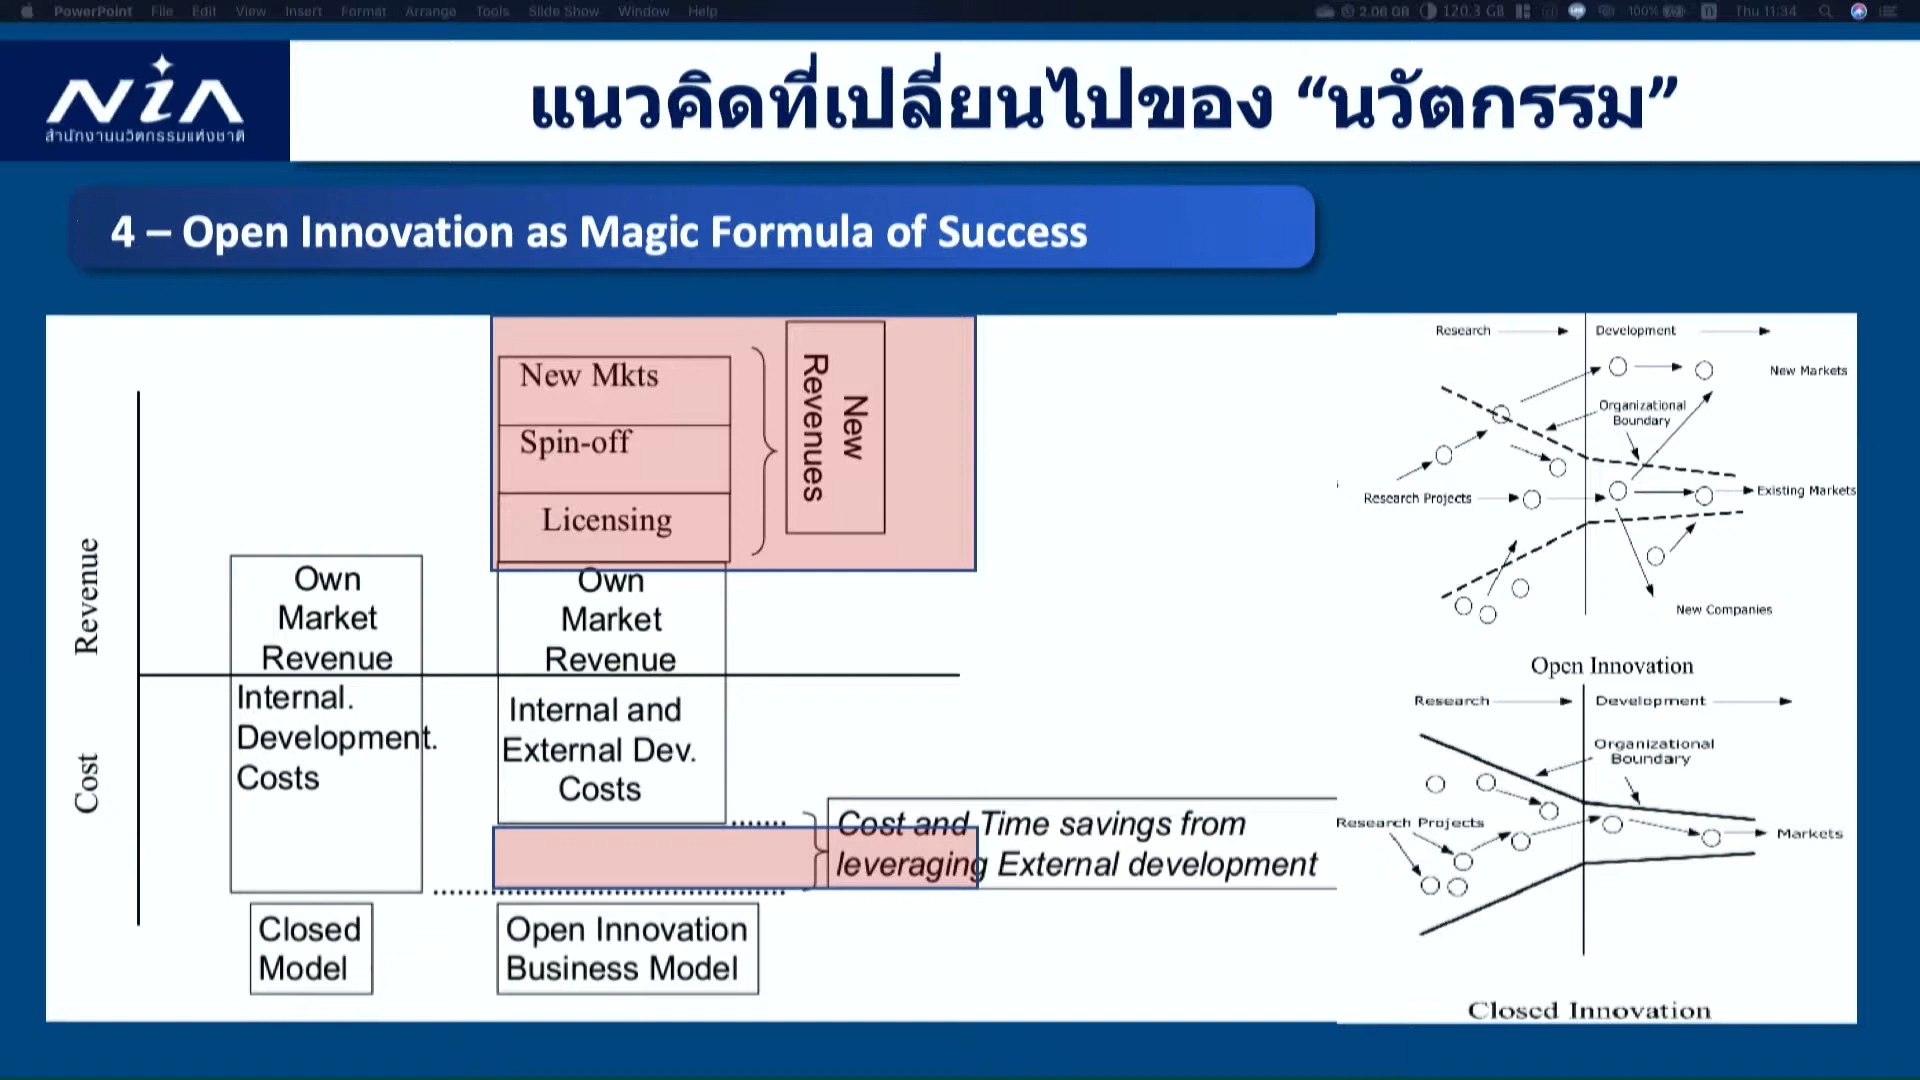 PowerPoint File Edit View Insert Format Arrange Tools Slide Show Window Help
2.06 GB 120.3 GB 100% Thu 11:34
NiA
สำนักงานนวัตกรรมแห่งชาติ
แนวคิดที่เปลี่ยนไปของ “นวัตกรรม”
4 – Open Innovation as Magic Formula of Success
Revenue
Cost
New Mkts
Spin-off
Licensing
New
Revenues
Own
Market
Revenue
Internal.
Development.
Costs
Own
Market
Revenue
Internal and
External Dev.
Costs
Cost and Time savings from
leveraging External development
Closed
Model
Open Innovation
Business Model
Research
Development
New Markets
Organizational
Boundary
Research Projects
Existing Markets
New Companies
Open Innovation
Research
Development
Organizational
Boundary
Research Projects
Markets
Closed Innovation